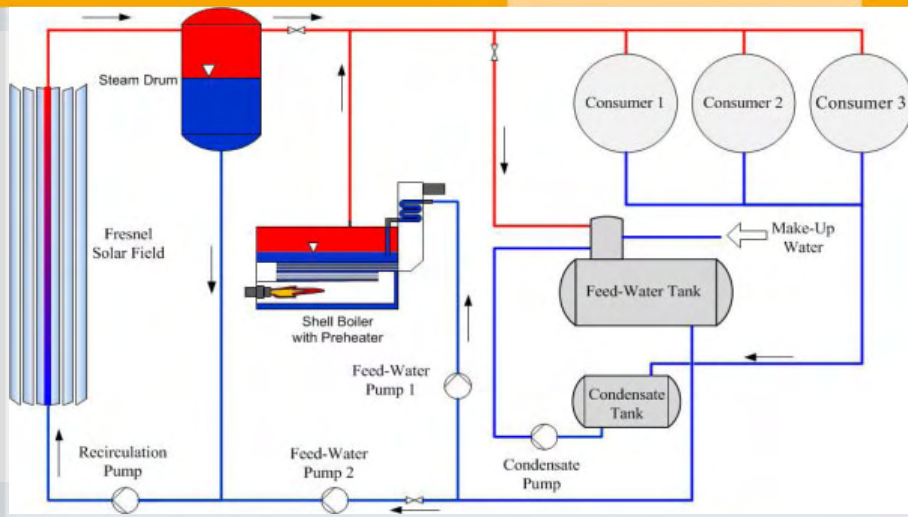 Steam Drum
Consumer 1
Consumer 2
Consumer 3
Fresnel
Solar Field
Make-Up
Water
Feed-Water Tank
Shell Boiler
with Preheater
Feed-Water
Pump 1
Condensate
Tank
Recirculation
Pump
Feed-Water
Pump 2
Condensate
Pump